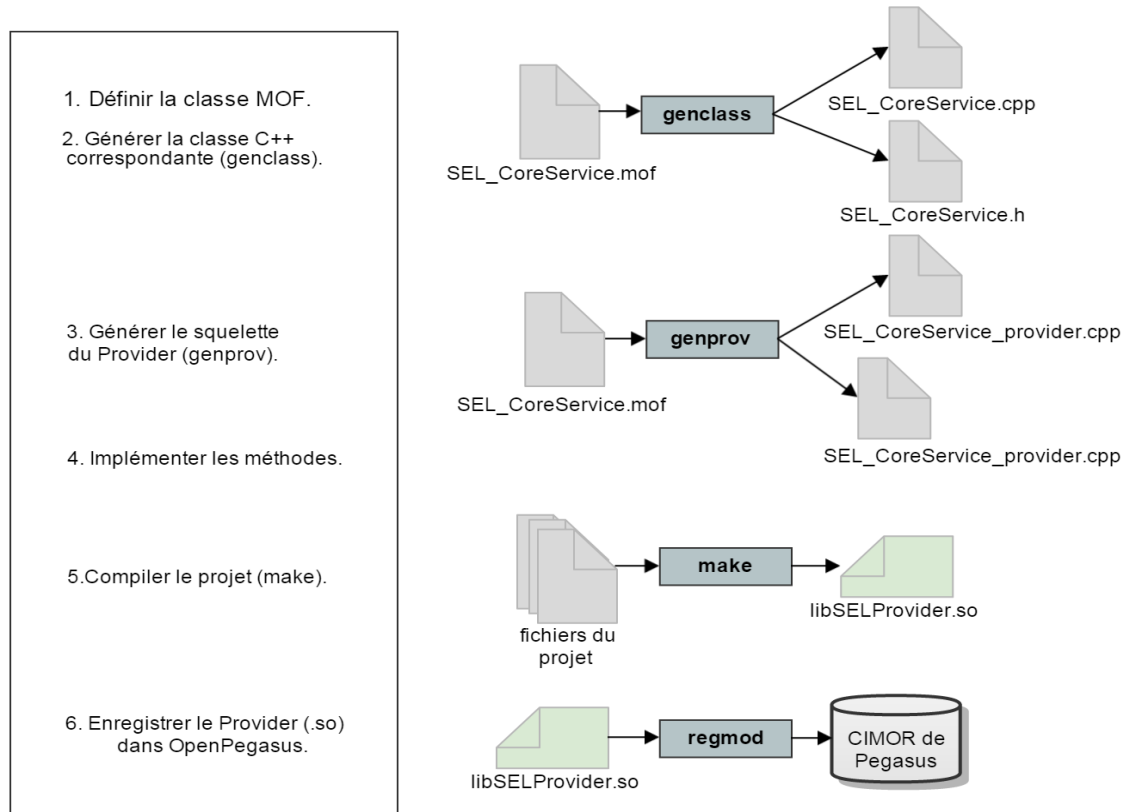 1. Définir la classe MOF.
2. Générer la classe C++
correspondante (genclass).
3. Générer le squelette
du Provider (genprov).
4. Implémenter les méthodes.
5.Compiler le projet (make).
6. Enregistrer le Provider (.so)
dans OpenPegasus.
SEL_CoreService.mof
genclass
SEL_CoreService.cpp
SEL_CoreService.h
SEL_CoreService.mof
genprov
SEL_CoreService_provider.cpp
SEL_CoreService_provider.cpp
fichiers du
projet
make
libSELProvider.so
libSELProvider.so
regmod
CIMOR de
Pegasus